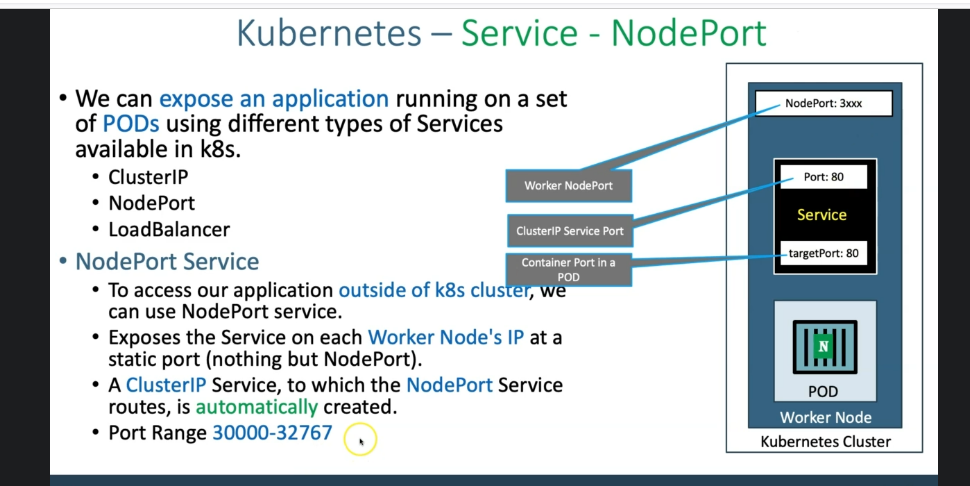 Kubernetes – Service - NodePort
• We can expose an application running on a set
of PODs using different types of Services
available in k8s.
• ClusterIP
• NodePort
• LoadBalancer
• NodePort Service
• To access our application outside of k8s cluster, we
can use NodePort service.
• Exposes the Service on each Worker Node's IP at a
static port (nothing but NodePort).
• A ClusterIP Service, to which the NodePort Service
routes, is automatically created.
• Port Range 30000-32767
Worker NodePort
ClusterIP Service Port
Container Port in a
POD
NodePort: 3xxx
Port: 80
Service
targetPort: 80
N
POD
Worker Node
Kubernetes Cluster